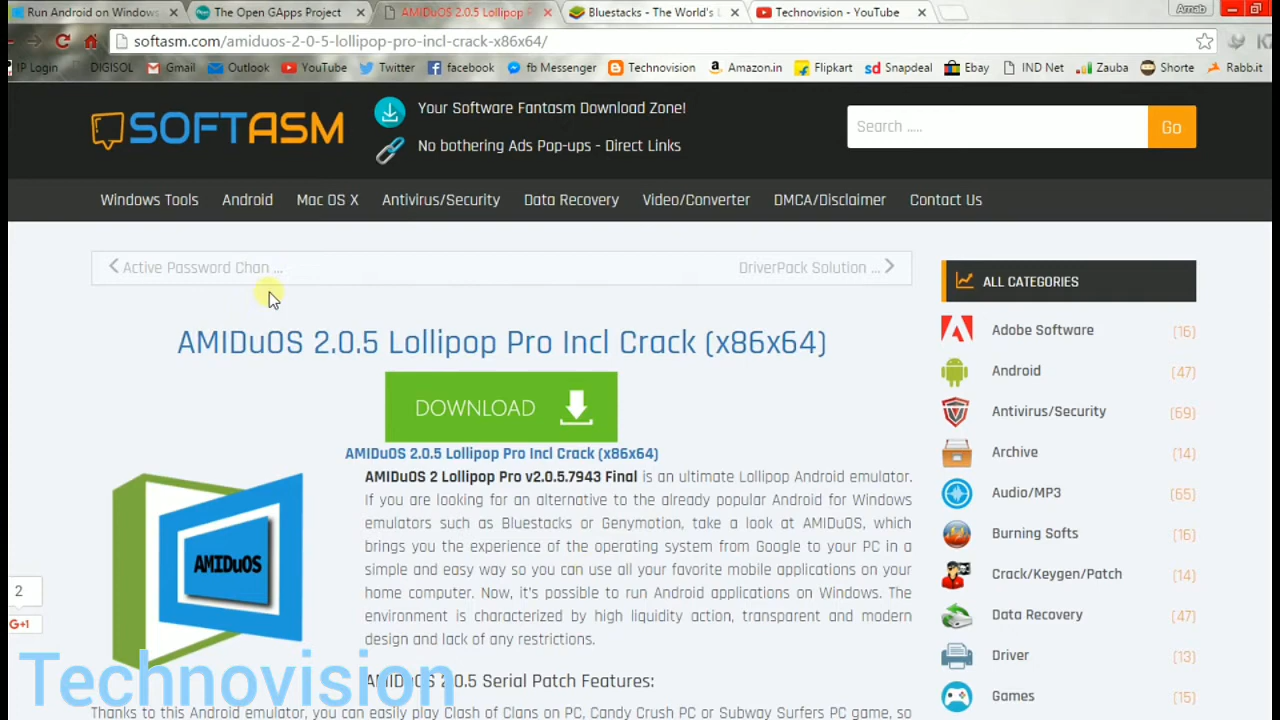 Run Android on Windows
The Open GApps Project
AMIDuOS 2.0.5 Lollipop P
Bluestacks - The World's L
Technovision - YouTube
Arnab
softasm.com/amiduos-2-0-5-lollipop-pro-incl-crack-x86x64/
IP Login
DIGISOL
Gmail
Outlook
YouTube
Twitter
facebook
fb Messenger
Technovision
Amazon.in
Flipkart
Snapdeal
Ebay
IND Net
Zauba
Shorte
Rabb.it
SOFTASM
Your Software Fantasm Download Zone!
No bothering Ads Pop-ups - Direct Links
Search .....
Go
Windows Tools
Android
Mac OS X
Antivirus/Security
Data Recovery
Video/Converter
DMCA/Disclaimer
Contact Us
Active Password Chan ...
DriverPack Solution ...
AMIDuOS 2.0.5 Lollipop Pro Incl Crack (x86x64)
DOWNLOAD
AMIDuOS 2.0.5 Lollipop Pro Incl Crack (x86x64)
AMIDuOS 2 Lollipop Pro v2.0.5.7943 Final is an ultimate Lollipop Android emulator.
If you are looking for an alternative to the already popular Android for Windows
emulators such as Bluestacks or Genymotion, take a look at AMIDuOS, which
brings you the experience of the operating system from Google to your PC in a
simple and easy way so you can use all your favorite mobile applications on your
home computer. Now, it's possible to run Android applications on Windows. The
environment is characterized by high liquidity action, transparent and modern
design and lack of any restrictions.
AMIDuOS
AMIDuOS 2.0.5 Serial Patch Features:
Thanks to this Android emulator, you can easily play Clash of Clans on PC, Candy Crush PC or Subway Surfers PC game, so
ALL CATEGORIES
Adobe Software (16)
Android (47)
Antivirus/Security (69)
Archive (14)
Audio/MP3 (65)
Burning Softs (16)
Crack/Keygen/Patch (14)
Data Recovery (47)
Driver (13)
Games (15)
2
G+1
Technovision